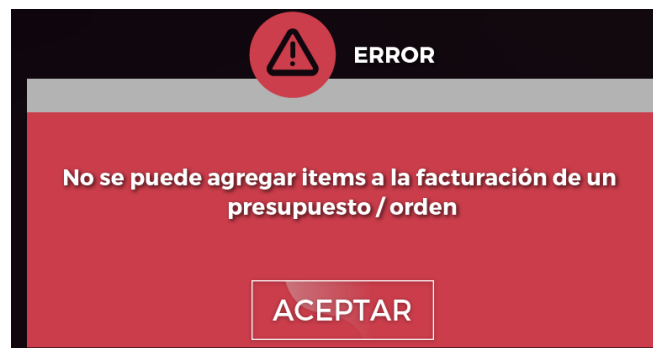 ERROR
No se puede agregar items a la facturación de un
presupuesto / orden
ACEPTAR